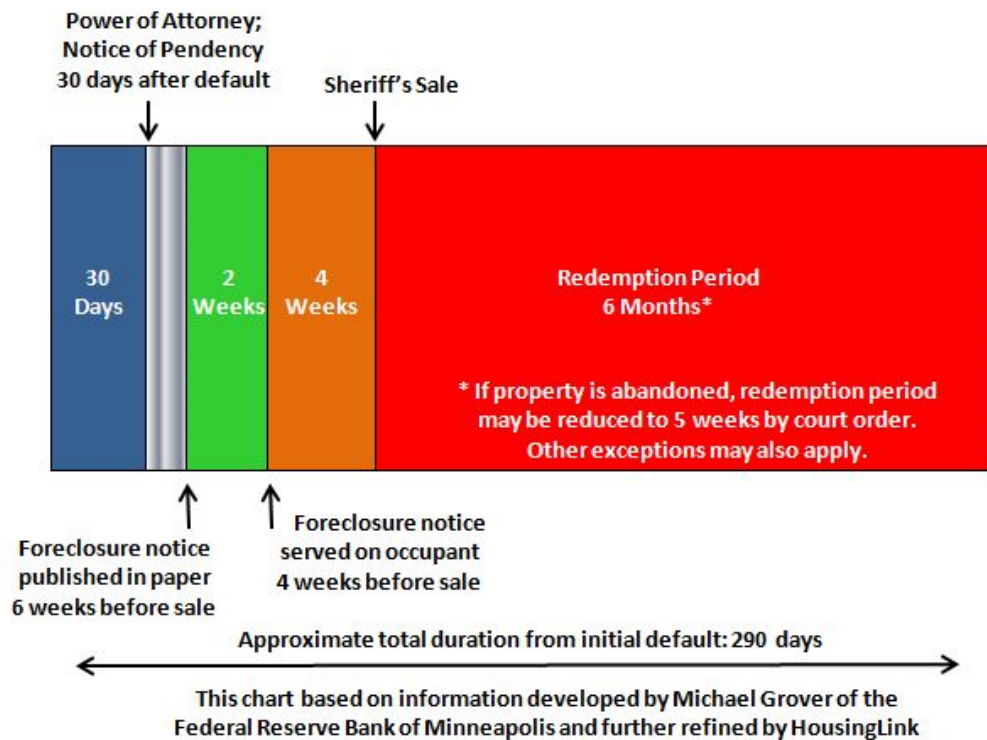 Power of Attorney;
Notice of Pendency
30 days after default
Sheriff's Sale
30
Days
2
Weeks
4
Weeks
Redemption Period
6 Months*
* If property is abandoned, redemption period
may be reduced to 5 weeks by court order.
Other exceptions may also apply.
Foreclosure notice
published in paper
6 weeks before sale
Foreclosure notice
served on occupant
4 weeks before sale
Approximate total duration from initial default: 290 days
This chart based on information developed by Michael Grover of the
Federal Reserve Bank of Minneapolis and further refined by HousingLink